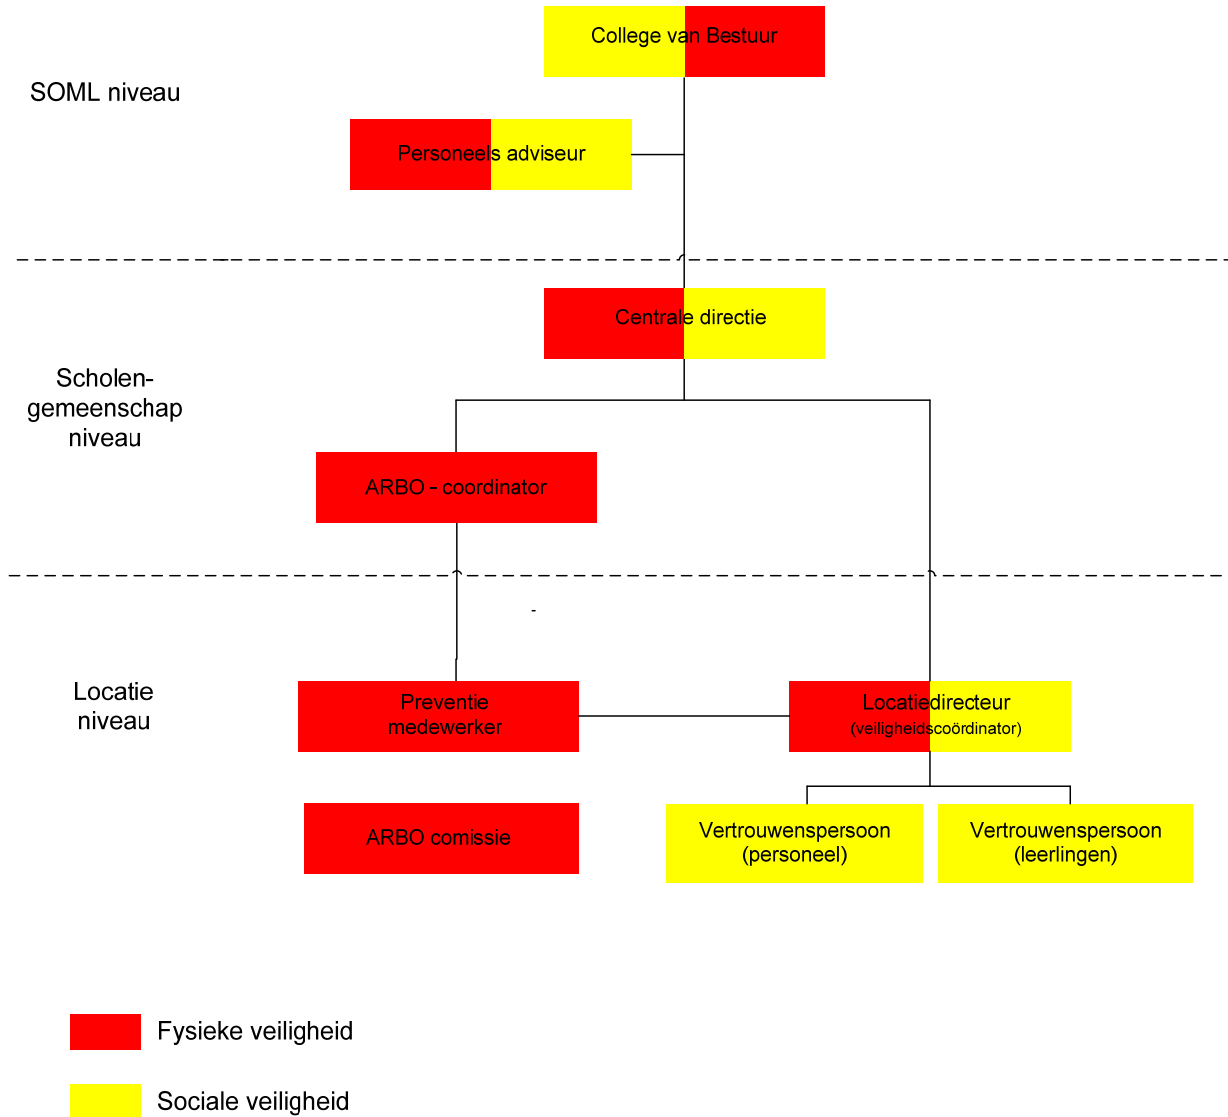 College van Bestuur
SOML niveau
Personeels adviseur
Centrale directie
Scholen-
gemeenschap
niveau
ARBO - coordinator
-
Locatie
niveau
Preventie
medewerker
Locatiedirecteur
(veiligheidscoördinator)
ARBO comissie
Vertrouwenspersoon
(personeel)
Vertrouwenspersoon
(leerlingen)
Fysieke veiligheid
Sociale veiligheid